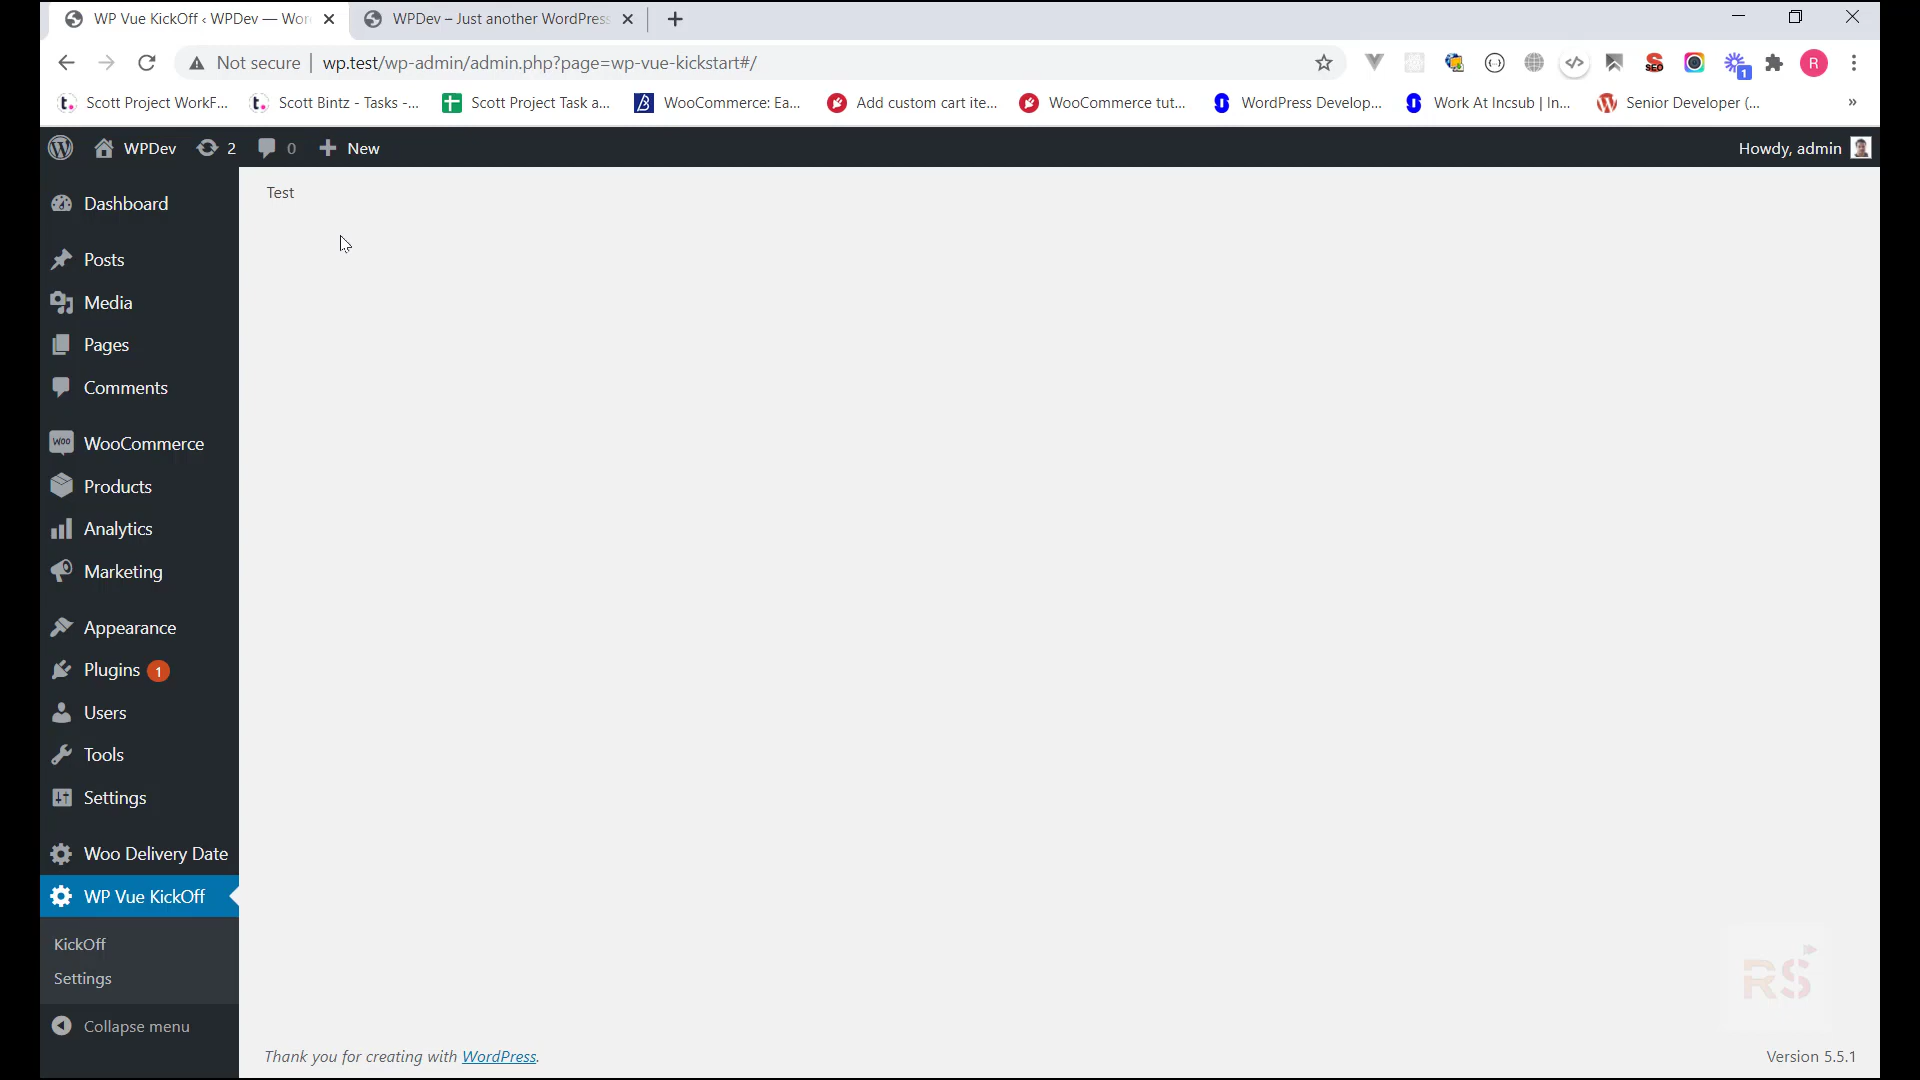 WP Vue KickOff ‹ WPDev — Wor
WPDev – Just another WordPress
Not secure | wp.test/wp-admin/admin.php?page=wp-vue-kickstart#/
SEO
1
R
Scott Project WorkF...
Scott Bintz - Tasks -...
Scott Project Task a...
WooCommerce: Ea...
Add custom cart ite...
WooCommerce tut...
WordPress Develop...
Work At Incsub | In...
Senior Developer (...
»
WPDev
2
0
New
Howdy, admin
Test
Dashboard
Posts
Media
Pages
Comments
WooCommerce
Products
Analytics
Marketing
Appearance
Plugins 1
Users
Tools
Settings
Woo Delivery Date
WP Vue KickOff
KickOff
Settings
Collapse menu
RS
Thank you for creating with WordPress.
Version 5.5.1